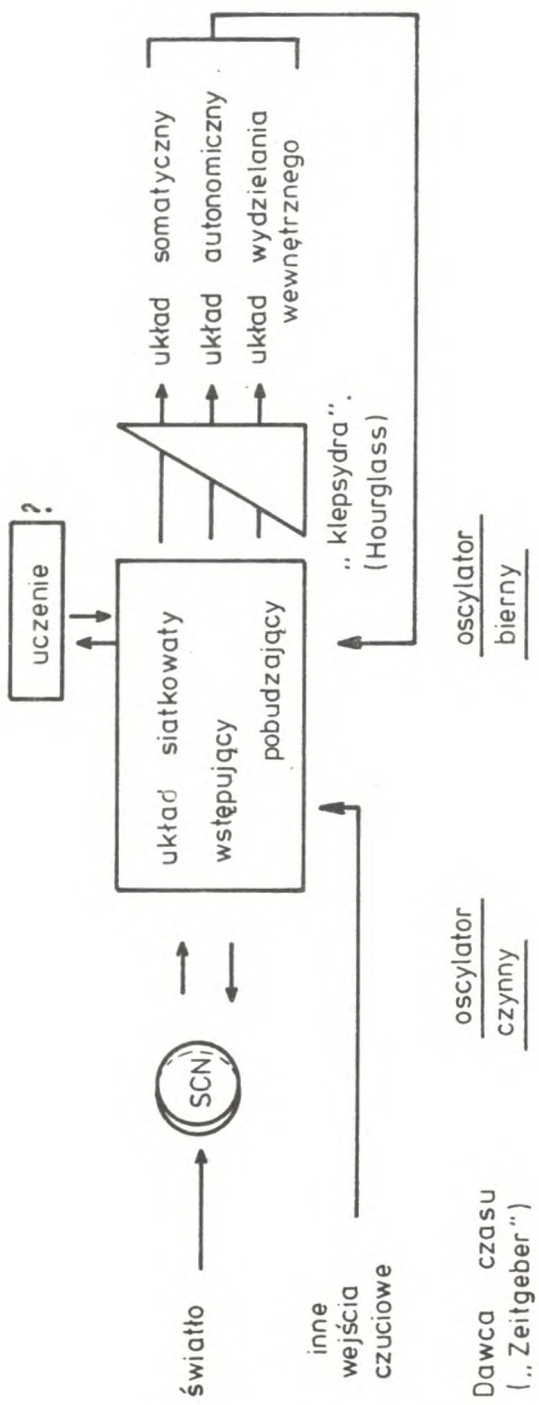 uczenie
?
światło
SCN
układ siatkowaty
wstępujący
pobudzający
układ somatyczny
układ autonomiczny
układ wydzielania
wewnętrznego
inne
wejścia
czuciowe
„klepsydra”.
(Hourglass)
Dawca czasu
(„Zeitgeber”)
oscylator
czynny
oscylator
bierny